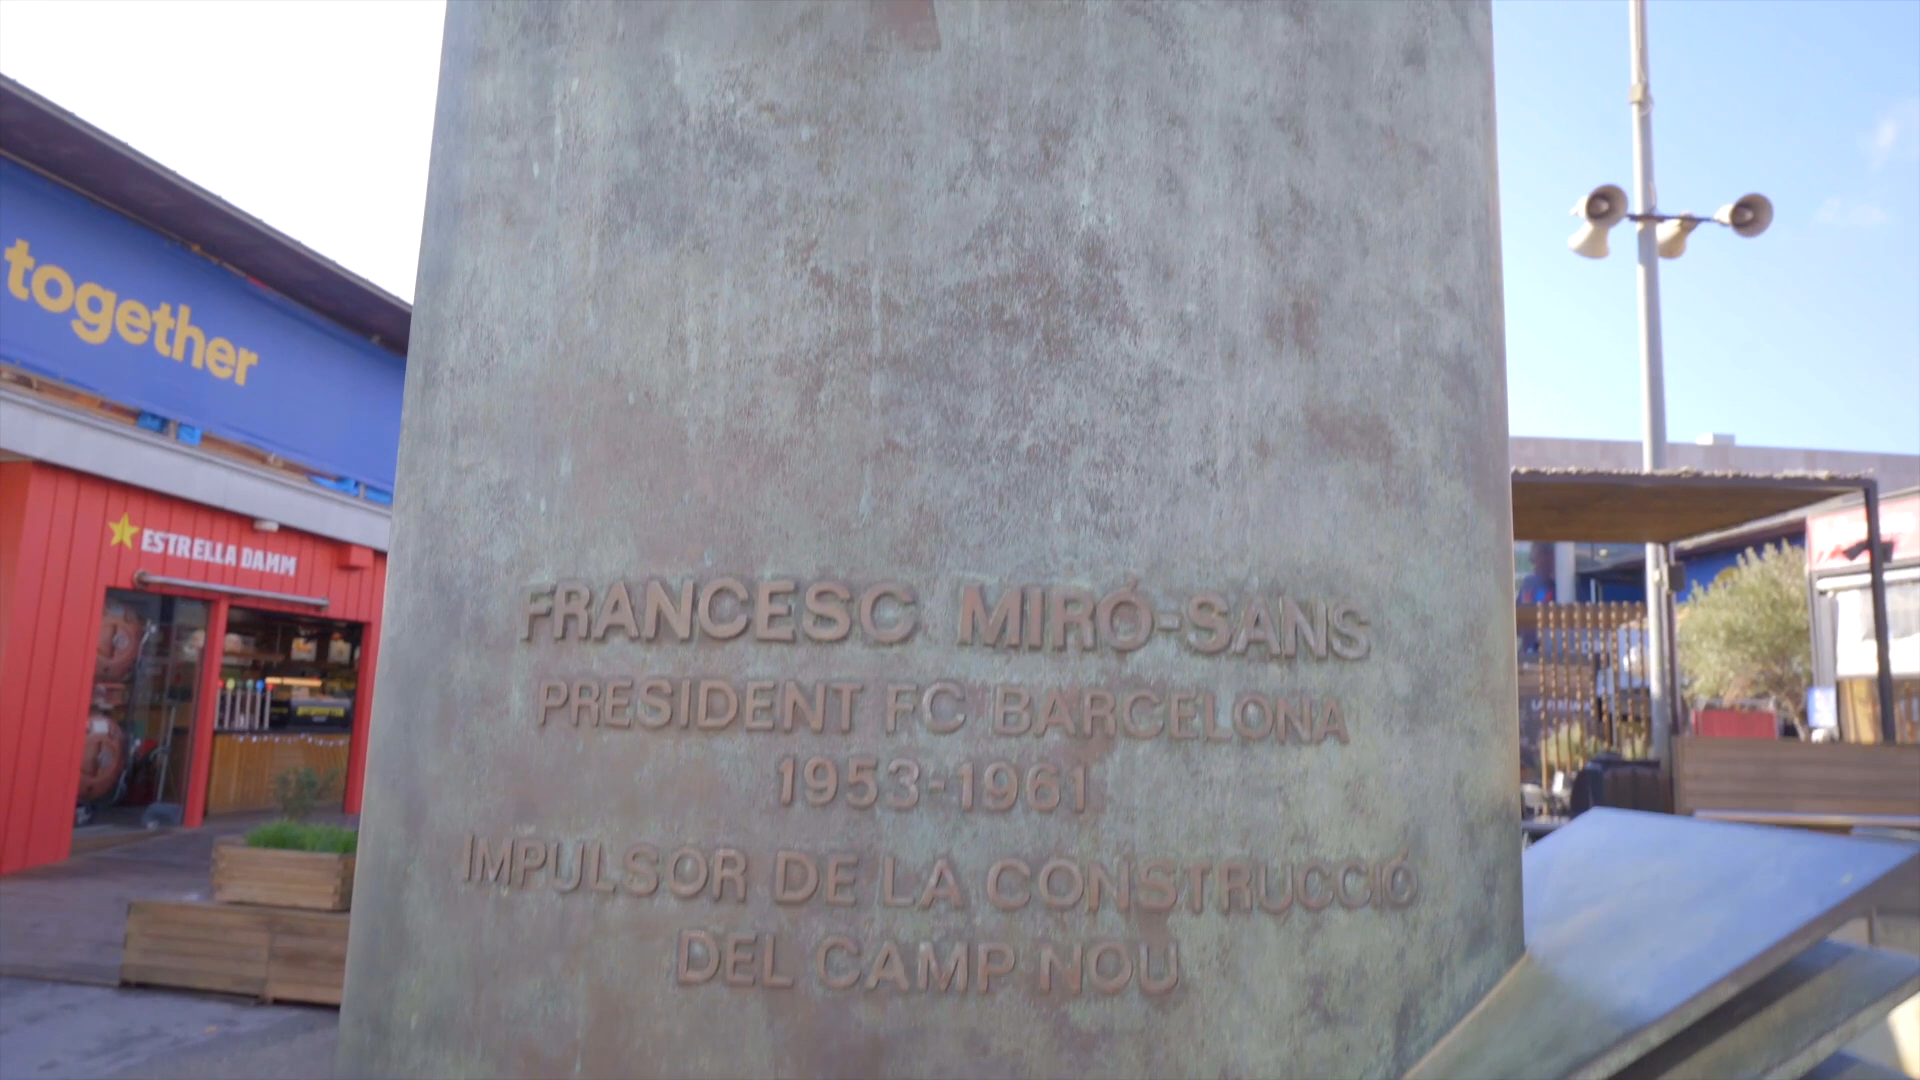 together
ESTRELLA DAMM
FRANCESC MIRÓ-SANS
PRESIDENT FC BARCELONA
1953-1961
IMPULSOR DE LA CONSTRUCCIÓ
DEL CAMP NOU